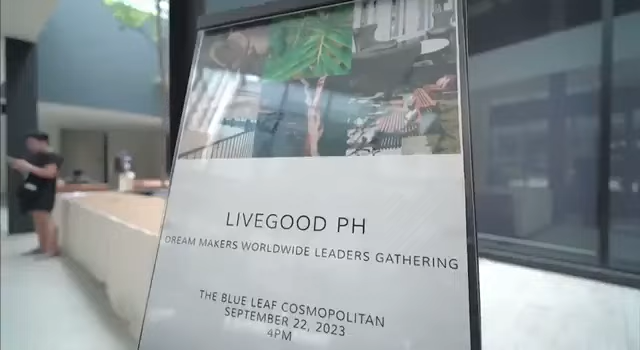 LIVEGOOD PH
DREAM MAKERS WORLDWIDE LEADERS GATHERING
THE BLUE LEAF COSMOPOLITAN
SEPTEMBER 22, 2023
4PM